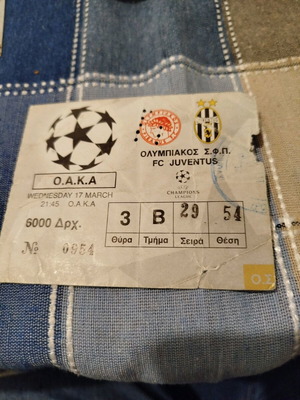 Ο.Α.Κ.Α
WEDNESDAY 17 MARCH
21:45 Ο.Α.Κ.Α
6000 Δρχ.
№ 0854
ΟΛΥΜΠΙΑΚΟΣ Σ.Φ.Π.
FC JUVENTUS
UEFA
CHAMPIONS
LEAGUE
3 B 29 54
Θύρα Τμήμα Σειρά Θέση
Ο.Σ